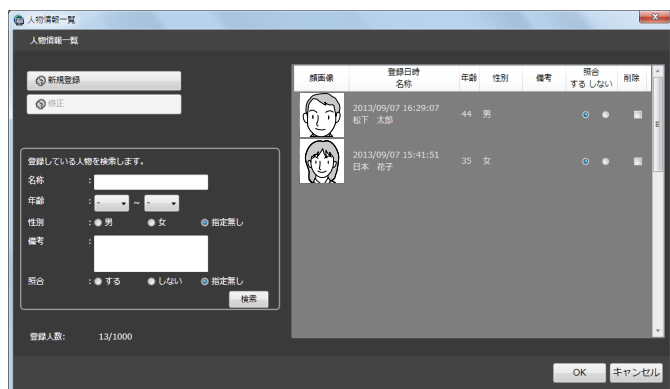 人物情報一覧
人物情報一覧
新規登録
修正
登録している人物を検索します。
名称 :
年齢 : - ~ -
性別 : 男 女 指定無し
備考 :
照合 : する しない 指定無し
検索
登録人数: 13/1000
顔画像 登録日時 名称 年齢 性別 備考 照合 する しない 削除
2013/09/07 16:29:07
松下 太郎 44 男
2013/09/07 15:41:51
日本 花子 35 女
OK キャンセル